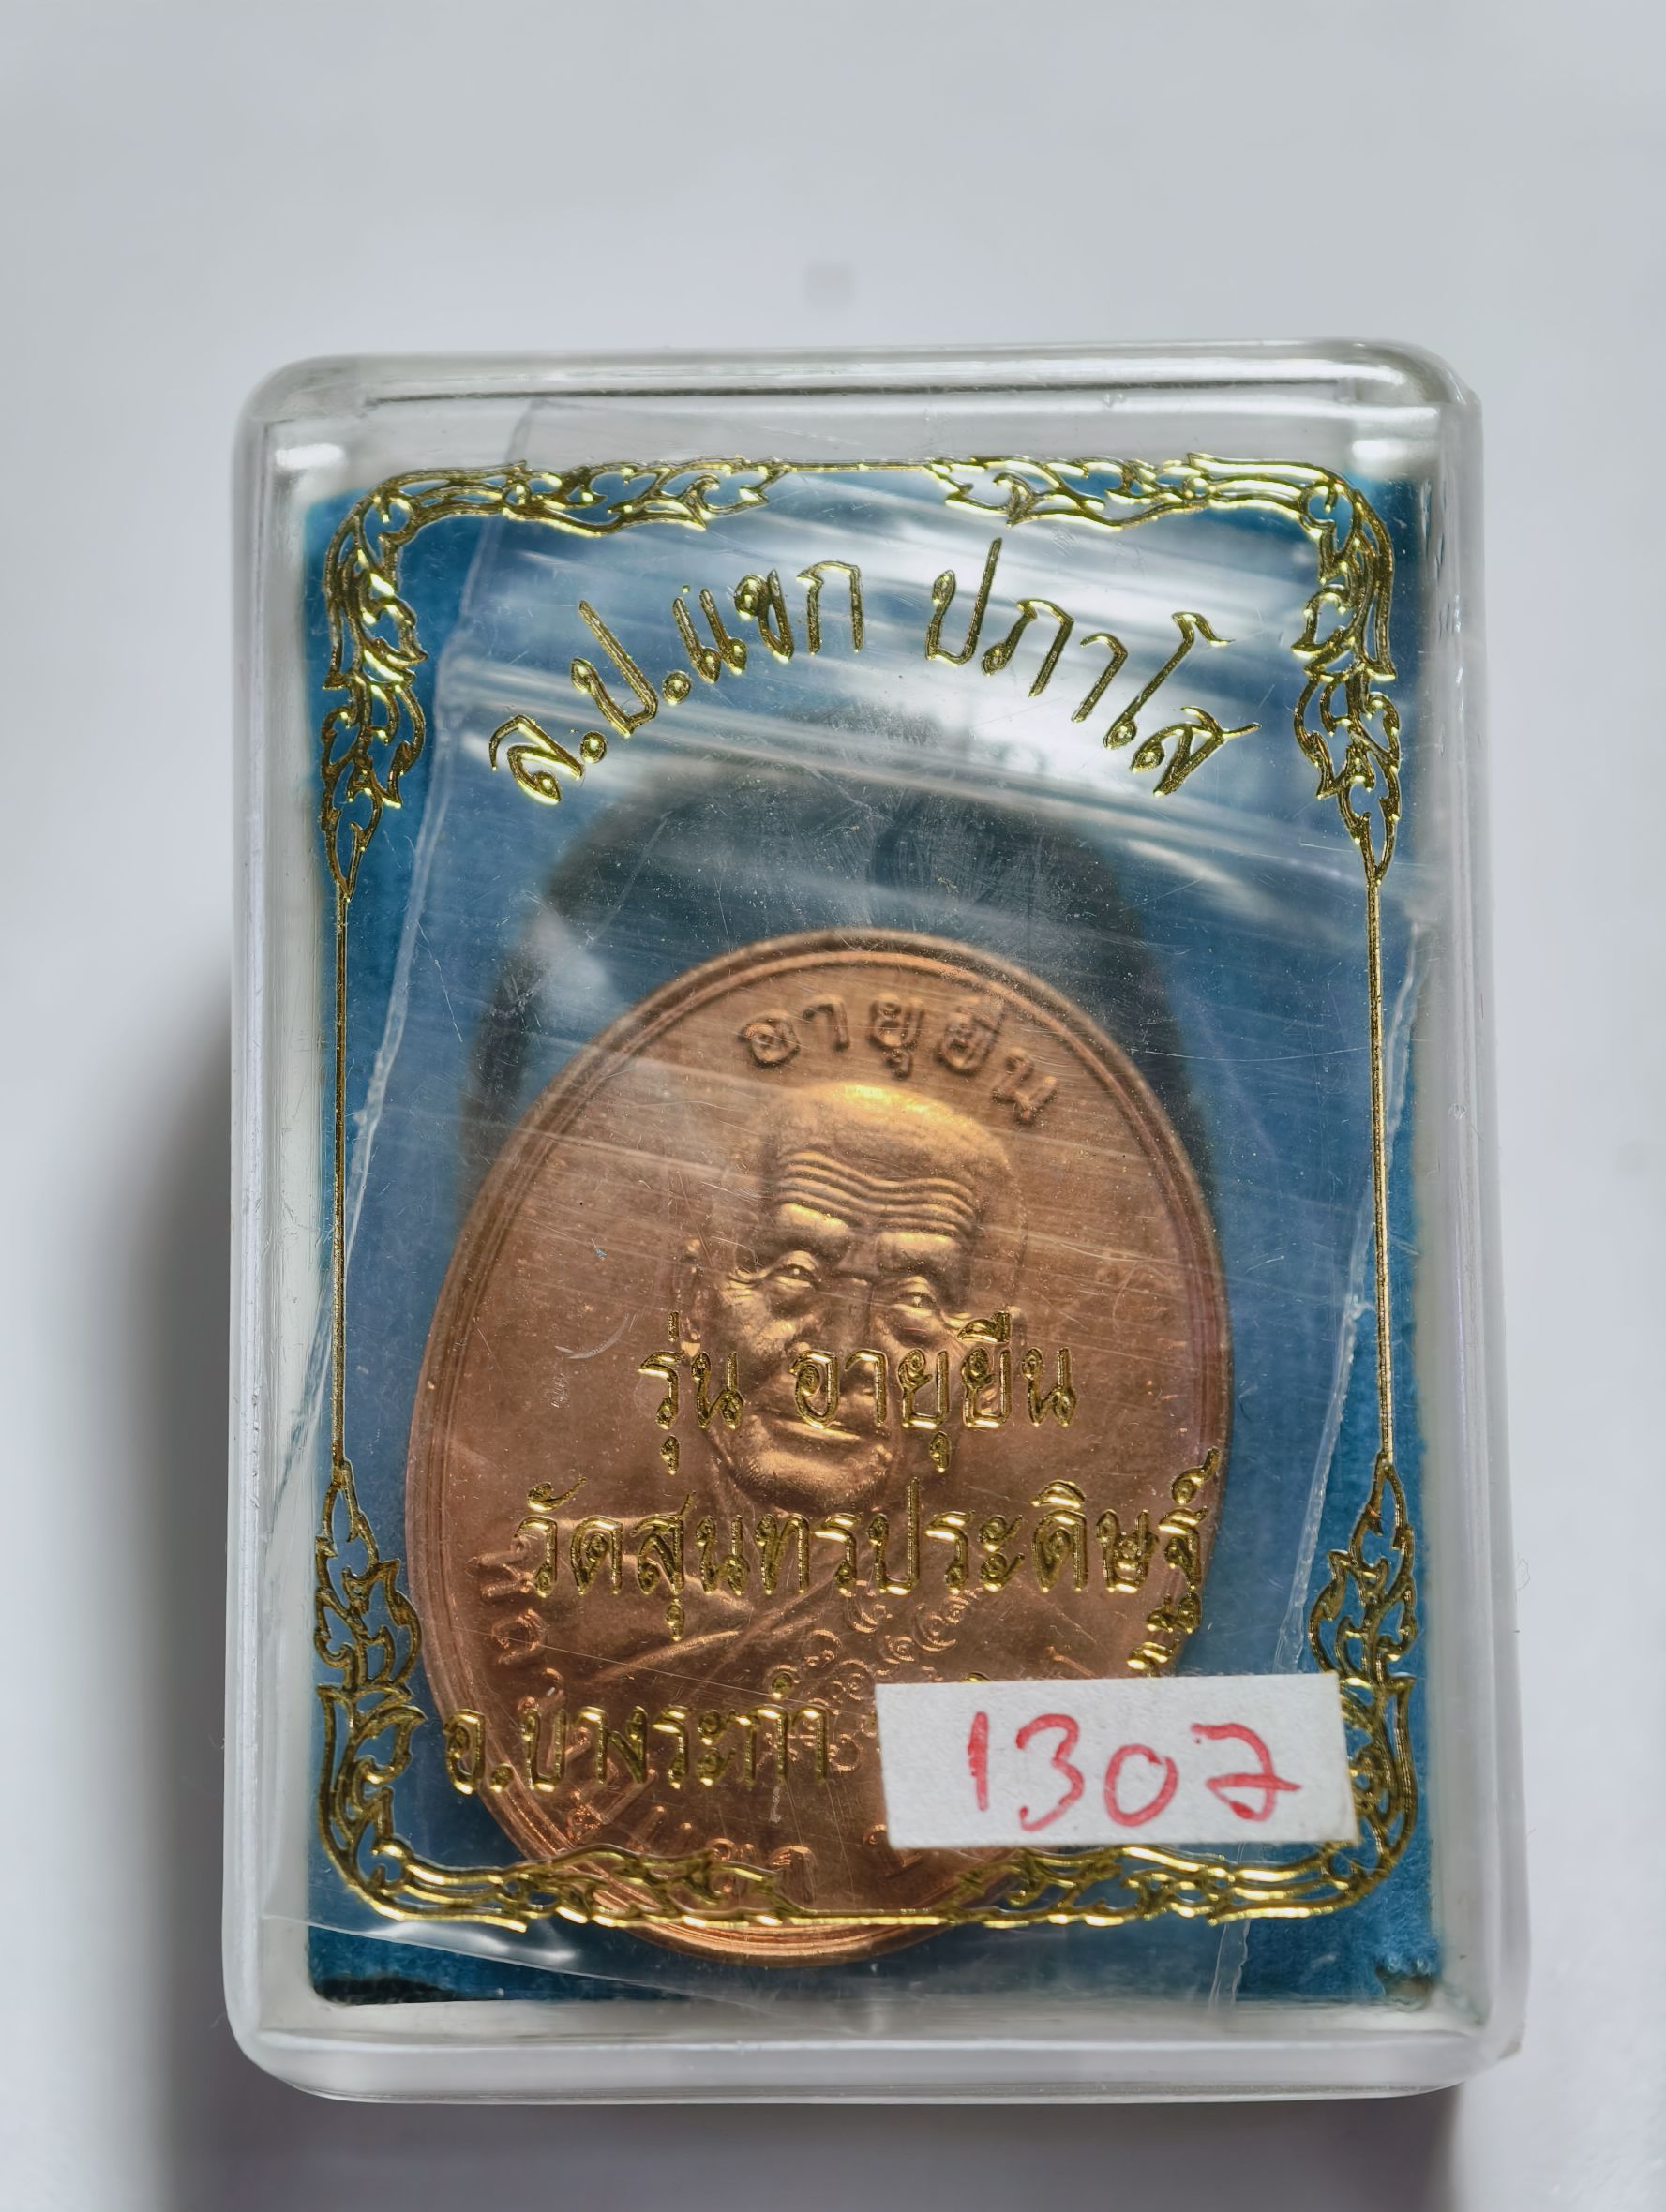 ล.ป.แขก ปภาโส
อายุยืน
รุ่น อายุยืน
วัดสุนทรประดิษฐ์
อ.บางระกำ
1307